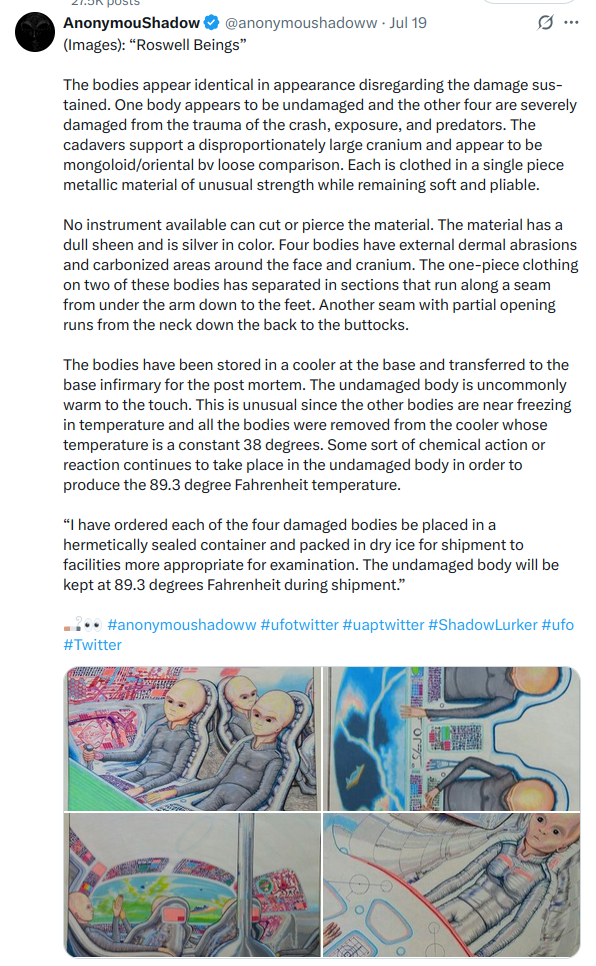 27.5K posts
AnonymouShadow @anonymoushadoww · Jul 19
(Images): “Roswell Beings”
The bodies appear identical in appearance disregarding the damage sus-
tained. One body appears to be undamaged and the other four are severely
damaged from the trauma of the crash, exposure, and predators. The
cadavers support a disproportionately large cranium and appear to be
mongoloid/oriental bv loose comparison. Each is clothed in a single piece
metallic material of unusual strength while remaining soft and pliable.
No instrument available can cut or pierce the material. The material has a
dull sheen and is silver in color. Four bodies have external dermal abrasions
and carbonized areas around the face and cranium. The one-piece clothing
on two of these bodies has separated in sections that run along a seam
from under the arm down to the feet. Another seam with partial opening
runs from the neck down the back to the buttocks.
The bodies have been stored in a cooler at the base and transferred to the
base infirmary for the post mortem. The undamaged body is uncommonly
warm to the touch. This is unusual since the other bodies are near freezing
in temperature and all the bodies were removed from the cooler whose
temperature is a constant 38 degrees. Some sort of chemical action or
reaction continues to take place in the undamaged body in order to
produce the 89.3 degree Fahrenheit temperature.
“I have ordered each of the four damaged bodies be placed in a
hermetically sealed container and packed in dry ice for shipment to
facilities more appropriate for examination. The undamaged body will be
kept at 89.3 degrees Fahrenheit during shipment.”
#anonymoushadoww #ufotwitter #uaptwitter #ShadowLurker #ufo
#Twitter